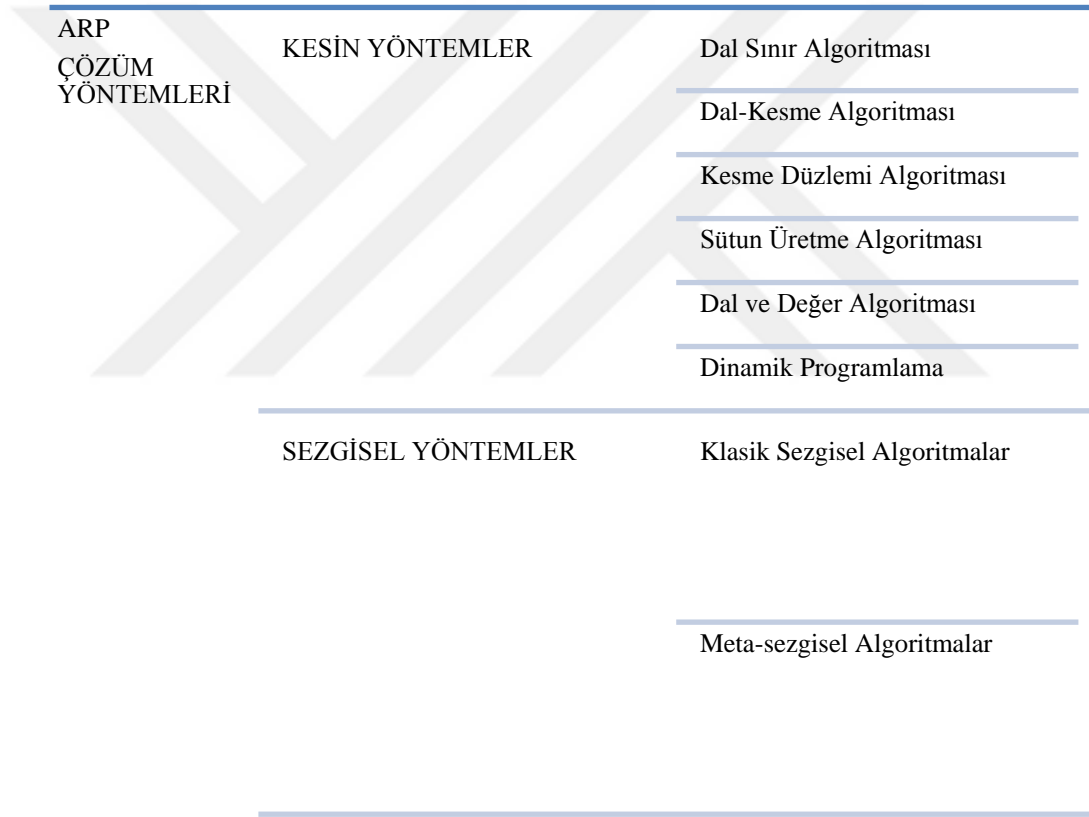 ARP
ÇÖZÜM
YÖNTEMLERİ
KESİN YÖNTEMLER
Dal Sınır Algoritması
Dal-Kesme Algoritması
Kesme Düzlemi Algoritması
Sütun Üretme Algoritması
Dal ve Değer Algoritması
Dinamik Programlama
SEZGİSEL YÖNTEMLER
Klasik Sezgisel Algoritmalar
Meta-sezgisel Algoritmalar